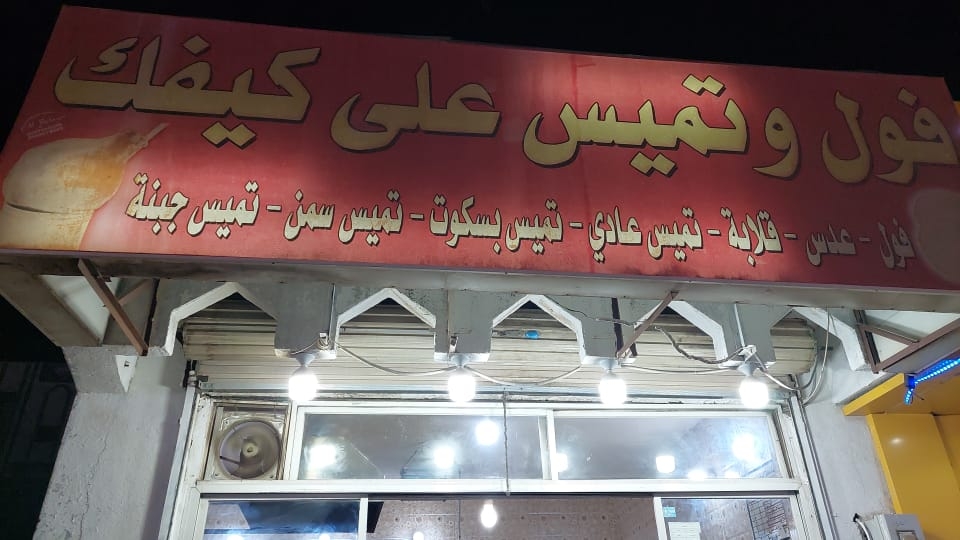 فول وتميس على كيفك
فول - عدس - قلابة - تميس عادي - تميس بسكوت - تميس سمن - تميس جبنة